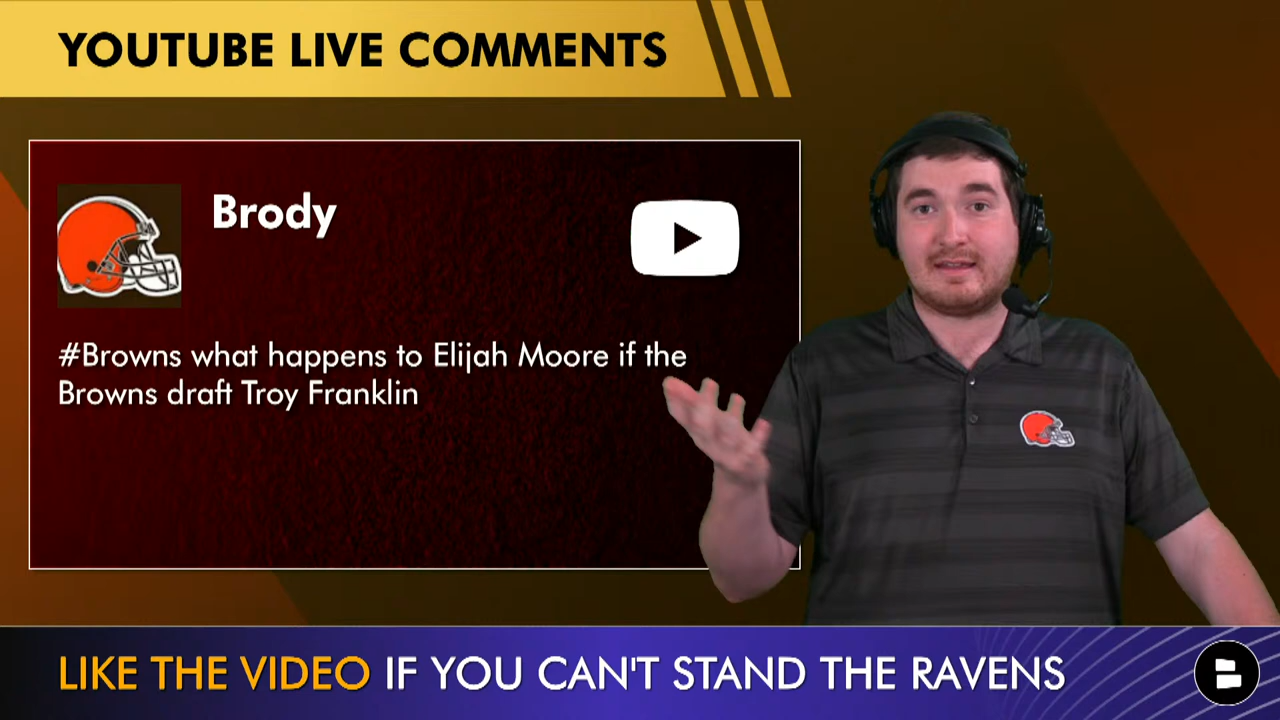 YOUTUBE LIVE COMMENTS
Brody
#Browns what happens to Elijah Moore if the
Browns draft Troy Franklin
LIKE THE VIDEO IF YOU CAN'T STAND THE RAVENS